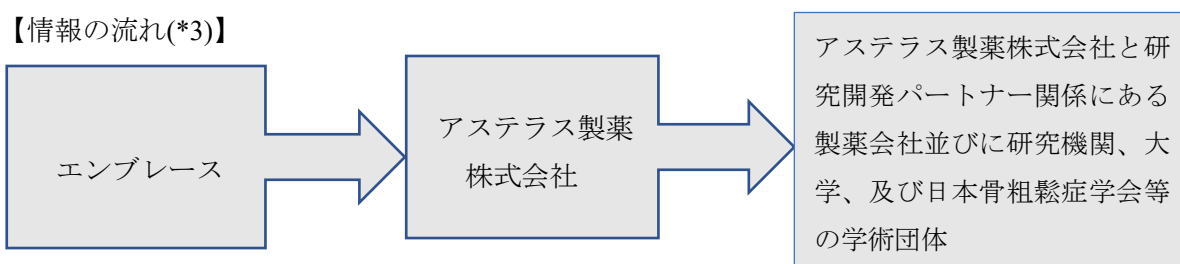 【情報の流れ(*3)】
エンブレース
アステラス製薬
株式会社
アステラス製薬株式会社と研
究開発パートナー関係にある
製薬会社並びに研究機関、大
学、及び日本骨粗鬆症学会等
の学術団体